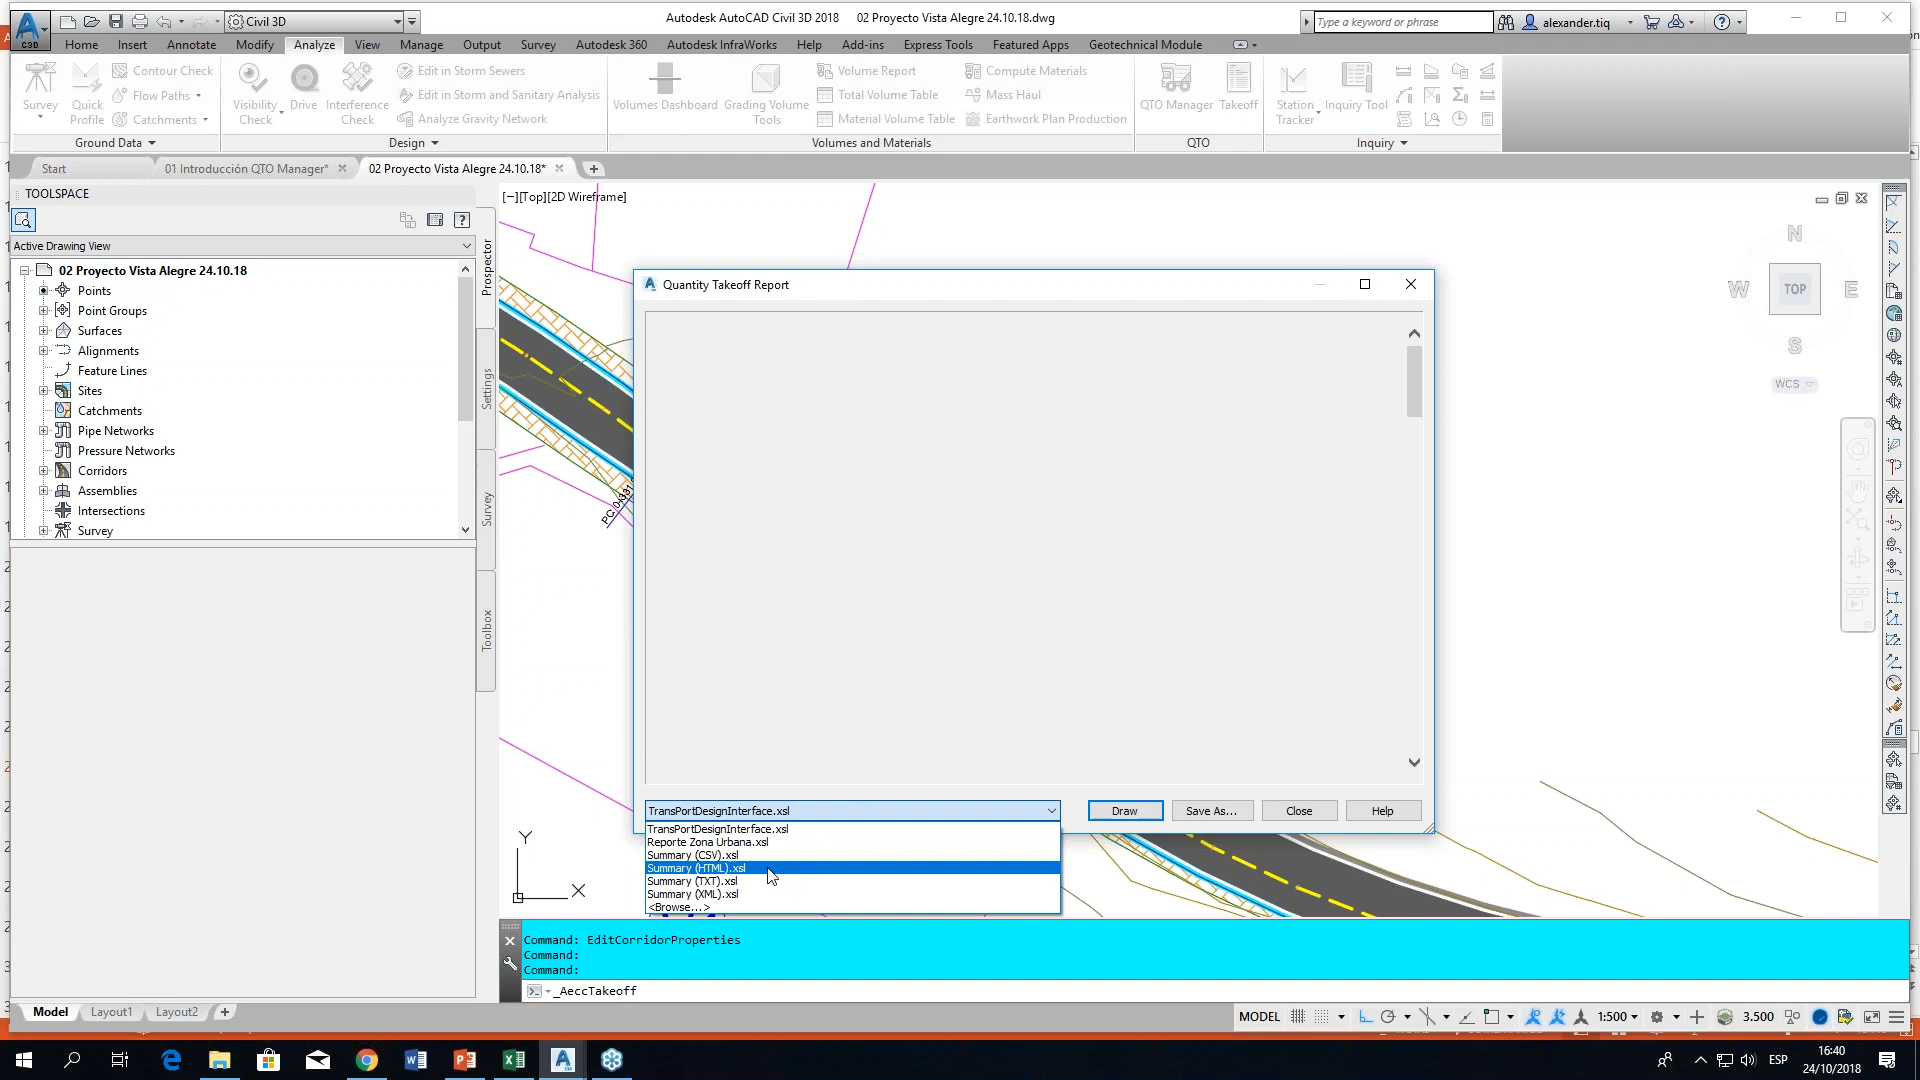 C3D
Civil 3D
Autodesk AutoCAD Civil 3D 2018 02 Proyecto Vista Alegre 24.10.18.dwg
Type a keyword or phrase
alexander.tiq
Home Insert Annotate Modify Analyze View Manage Output Survey Autodesk 360 Autodesk InfraWorks Help Add-ins Express Tools Featured Apps Geotechnical Module
Survey
Quick Profile
Contour Check
Flow Paths
Catchments
Ground Data
Visibility Check
Drive
Interference Check
Edit in Storm Sewers
Edit in Storm and Sanitary Analysis
Analyze Gravity Network
Design
Volumes Dashboard
Grading Volume Tools
Volume Report
Total Volume Table
Material Volume Table
Compute Materials
Mass Haul
Earthwork Plan Production
Volumes and Materials
QTO Manager
Takeoff
QTO
Station Tracker
Inquiry Tool
Inquiry
Start
01 Introducción QTO Manager*
02 Proyecto Vista Alegre 24.10.18*
TOOLSPACE
Active Drawing View
02 Proyecto Vista Alegre 24.10.18
Points
Point Groups
Surfaces
Alignments
Feature Lines
Sites
Catchments
Pipe Networks
Pressure Networks
Corridors
Assemblies
Intersections
Survey
Prospector
Settings
Survey
Toolbox
[−][Top][2D Wireframe]
N
W TOP E
S
WCS
Quantity Takeoff Report
TransPortDesignInterface.xsl
Draw
Save As...
Close
Help
TransPortDesignInterface.xsl
Reporte Zona Urbana.xsl
Summary (CSV).xsl
Summary (HTML).xsl
Summary (TXT).xsl
Summary (XML).xsl
<Browse...>
Y
X
Command: EditCorridorProperties
Command:
Command:
_AeccTakeoff
Model Layout1 Layout2
MODEL
1:500
3.500
ESP
16:40
24/10/2018